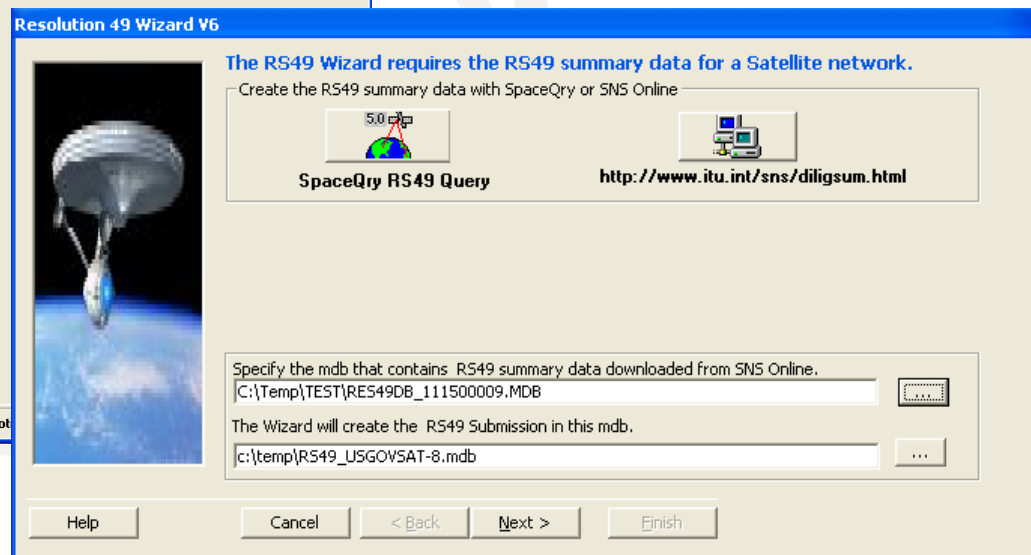 Resolution 49 Wizard V6
The RS49 Wizard requires the RS49 summary data for a Satellite network.
Create the RS49 summary data with SpaceQry or SNS Online
5.0
SpaceQry RS49 Query
http://www.itu.int/sns/diligsum.html
Specify the mdb that contains RS49 summary data downloaded from SNS Online.
C:\Temp\TEST\RES49DB_111500009.MDB
...
The Wizard will create the RS49 Submission in this mdb.
c:\temp\RS49_USGOVSAT-8.mdb
...
Help
Cancel
< Back
Next >
Finish